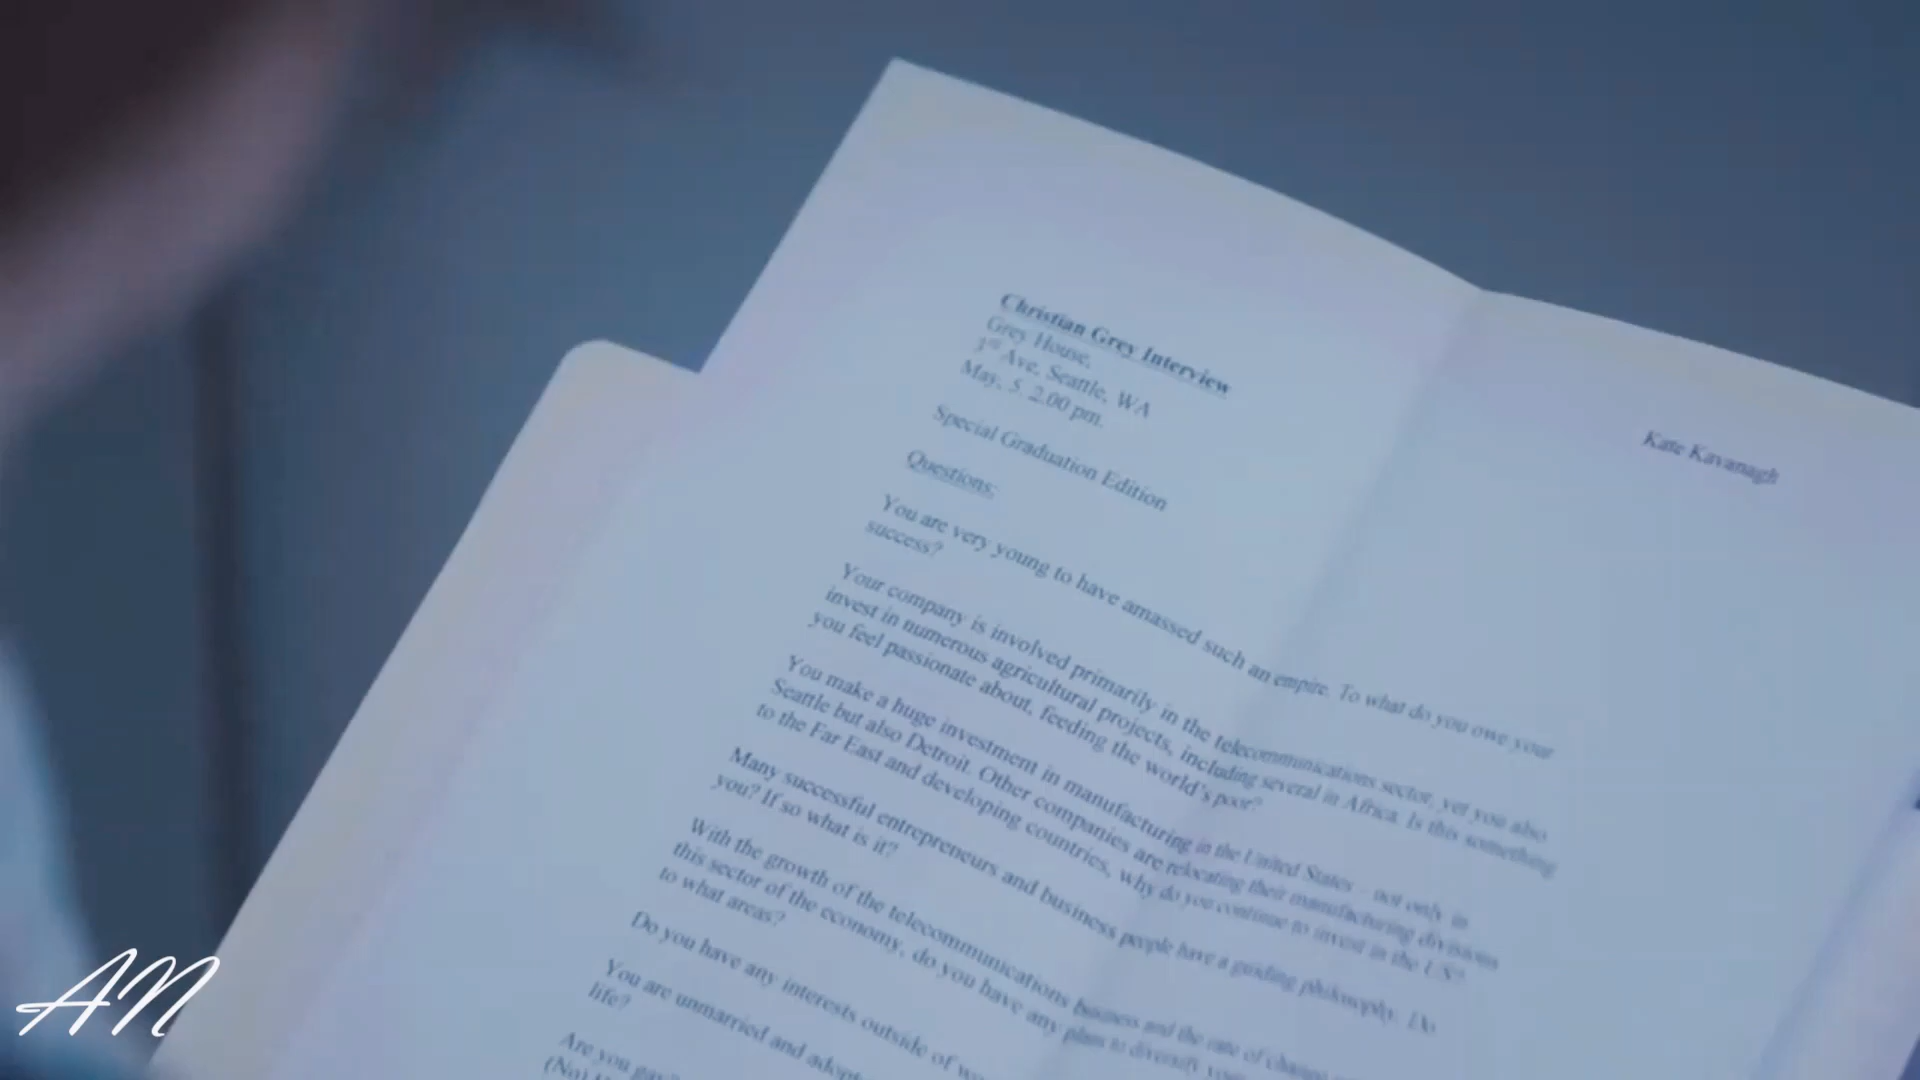 Christian Grey Interview
Grey House,
1st Ave, Seattle, WA
May, 5. 2.00 pm.
Kate Kavanagh
Special Graduation Edition
Questions:
You are very young to have amassed such an empire. To what do you owe your
success?
Your company is involved primarily in the telecommunications sector, yet you also
invest in numerous agricultural projects, including several in Africa. Is this something
you feel passionate about, feeding the world's poor?
You make a huge investment in manufacturing in the United States - not only in
Seattle but also Detroit. Other companies are relocating their manufacturing divisions
to the Far East and developing countries, why do you continue to invest in the US?
Many successful entrepreneurs and business people have a guiding philosophy. Do
you? If so what is it?
With the growth of the telecommunications business and the rate of change
this sector of the economy, do you have any plans to diversify your
to what areas?
Do you have any interests outside of
You are unmarried and
life?
Are you gay?
(No)
AN